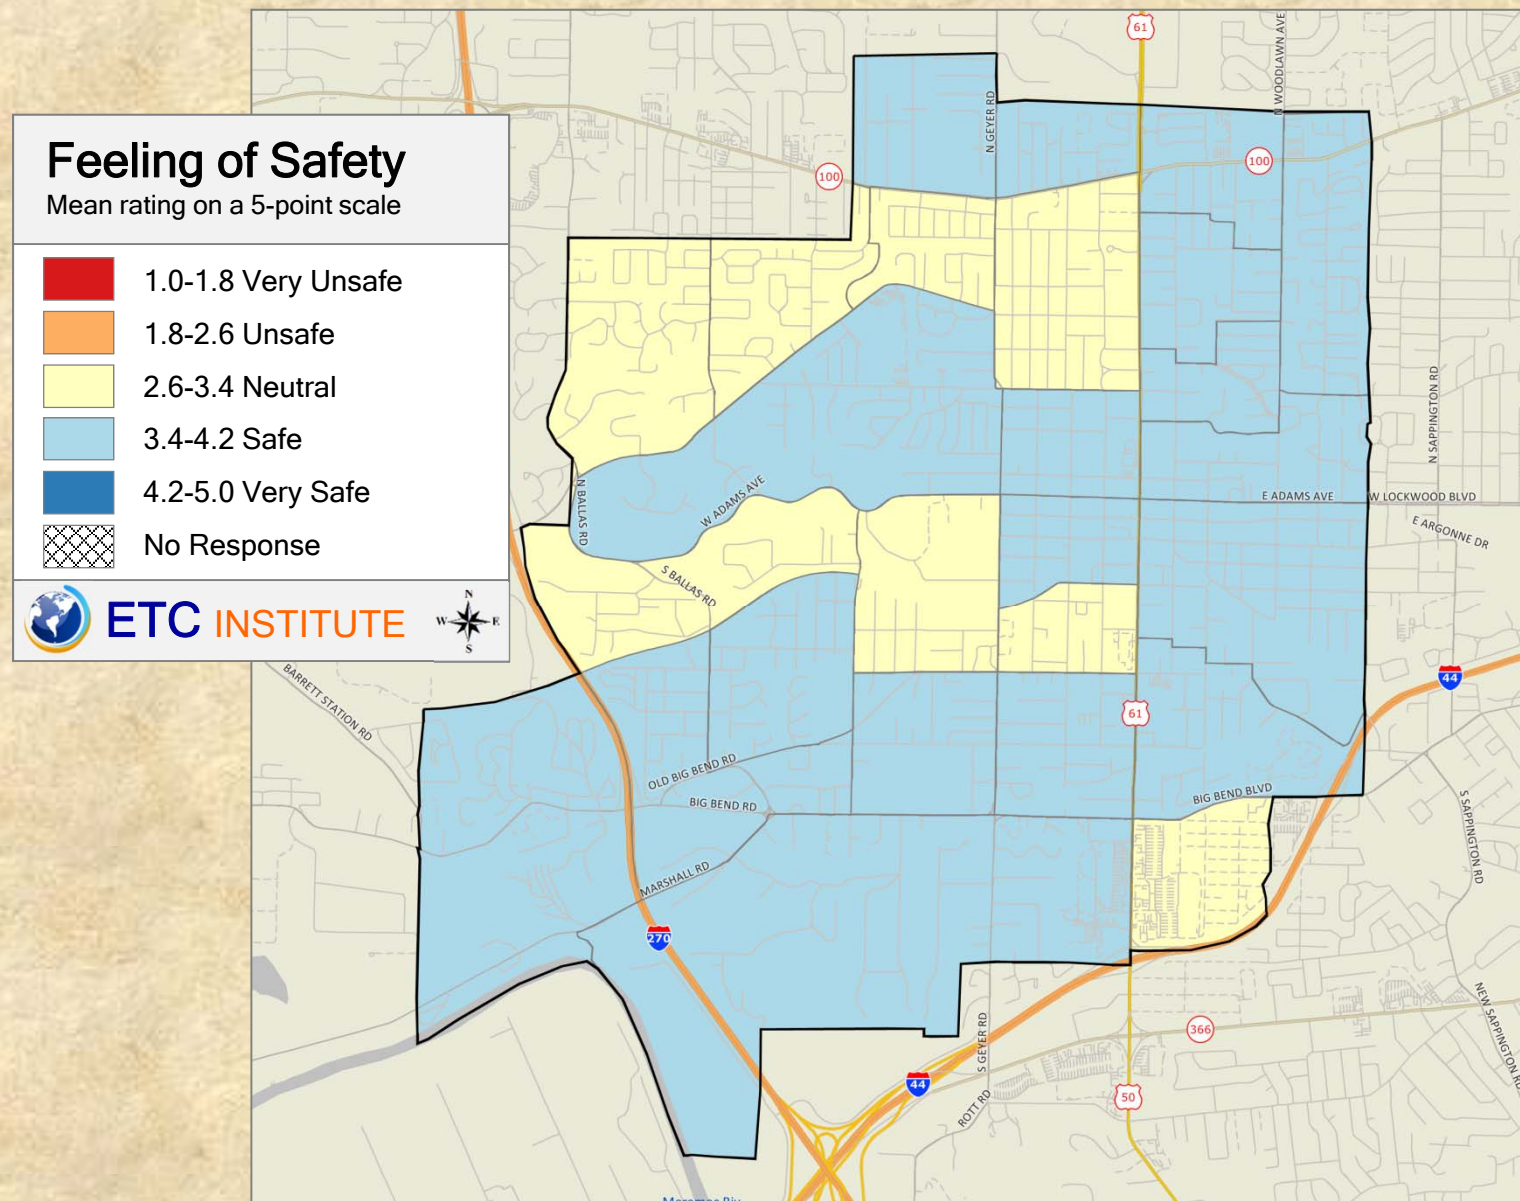 Feeling of Safety
Mean rating on a 5-point scale
1.0-1.8 Very Unsafe
1.8-2.6 Unsafe
2.6-3.4 Neutral
3.4-4.2 Safe
4.2-5.0 Very Safe
No Response
ETC INSTITUTE
N
W E
S
61
N WOODLAWN AVE
N GEYER RD
100
100
N SAPPINGTON RD
N BALLAS RD
W ADAMS AVE
E ADAMS AVE
W LOCKWOOD BLVD
E ARGONNE DR
S BALLAS RD
BARRETT STATION RD
44
61
OLD BIG BEND RD
BIG BEND RD
BIG BEND BLVD
S SAPPINGTON RD
MARSHALL RD
270
NEW SAPPINGTON RD
S GEYER RD
366
44
50
ROTT RD